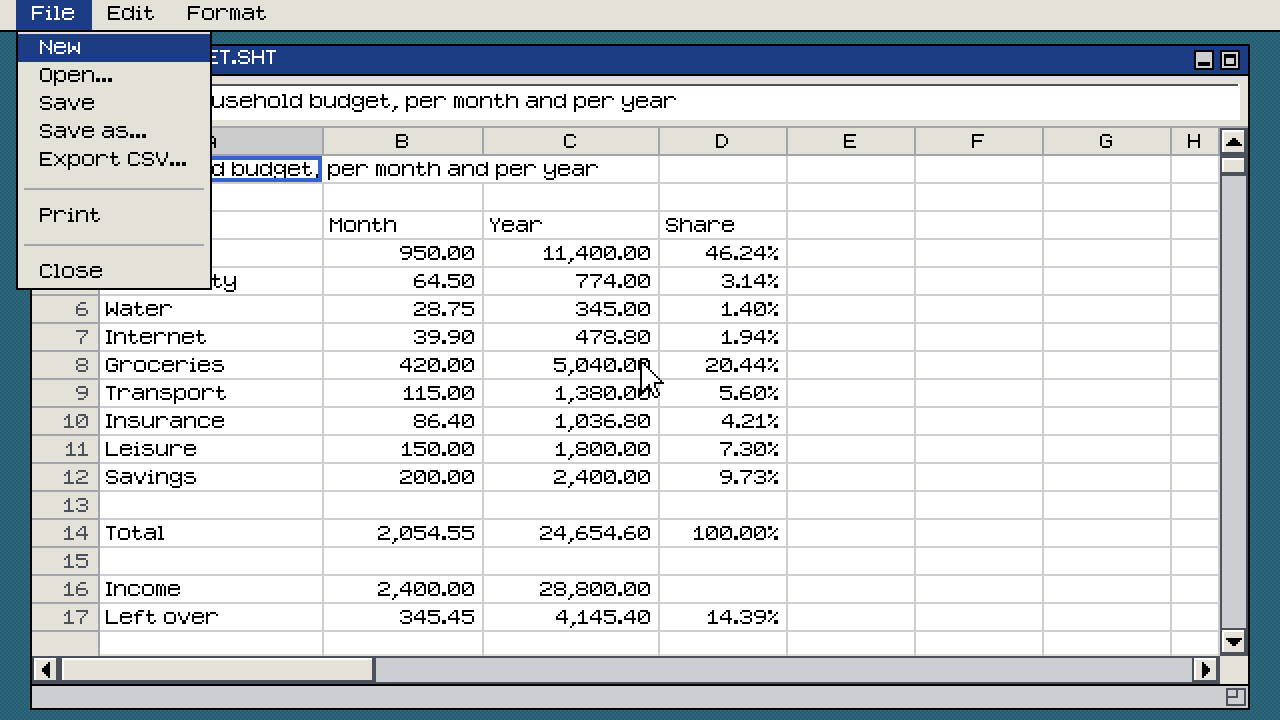 File Edit Format
New
Open...
Save
Save as...
Export CSV...
Print
Close
ET.SHT
usehold budget, per month and per year
B C D E F G H
d budget, per month and per year
Month Year Share
950.00 11,400.00 46.24%
ty 64.50 774.00 3.14%
6 Water 28.75 345.00 1.40%
7 Internet 39.90 478.80 1.94%
8 Groceries 420.00 5,040.00 20.44%
9 Transport 115.00 1,380.00 5.60%
10 Insurance 86.40 1,036.80 4.21%
11 Leisure 150.00 1,800.00 7.30%
12 Savings 200.00 2,400.00 9.73%
13
14 Total 2,054.55 24,654.60 100.00%
15
16 Income 2,400.00 28,800.00
17 Left over 345.45 4,145.40 14.39%